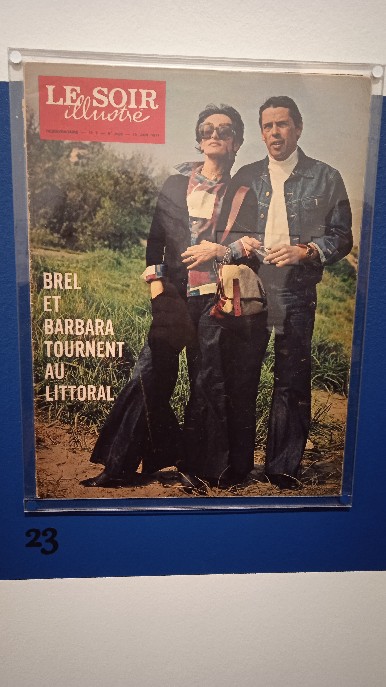 LE SOIR
illustré
BREL
ET
BARBARA
TOURNENT
AU
LITTORAL
23